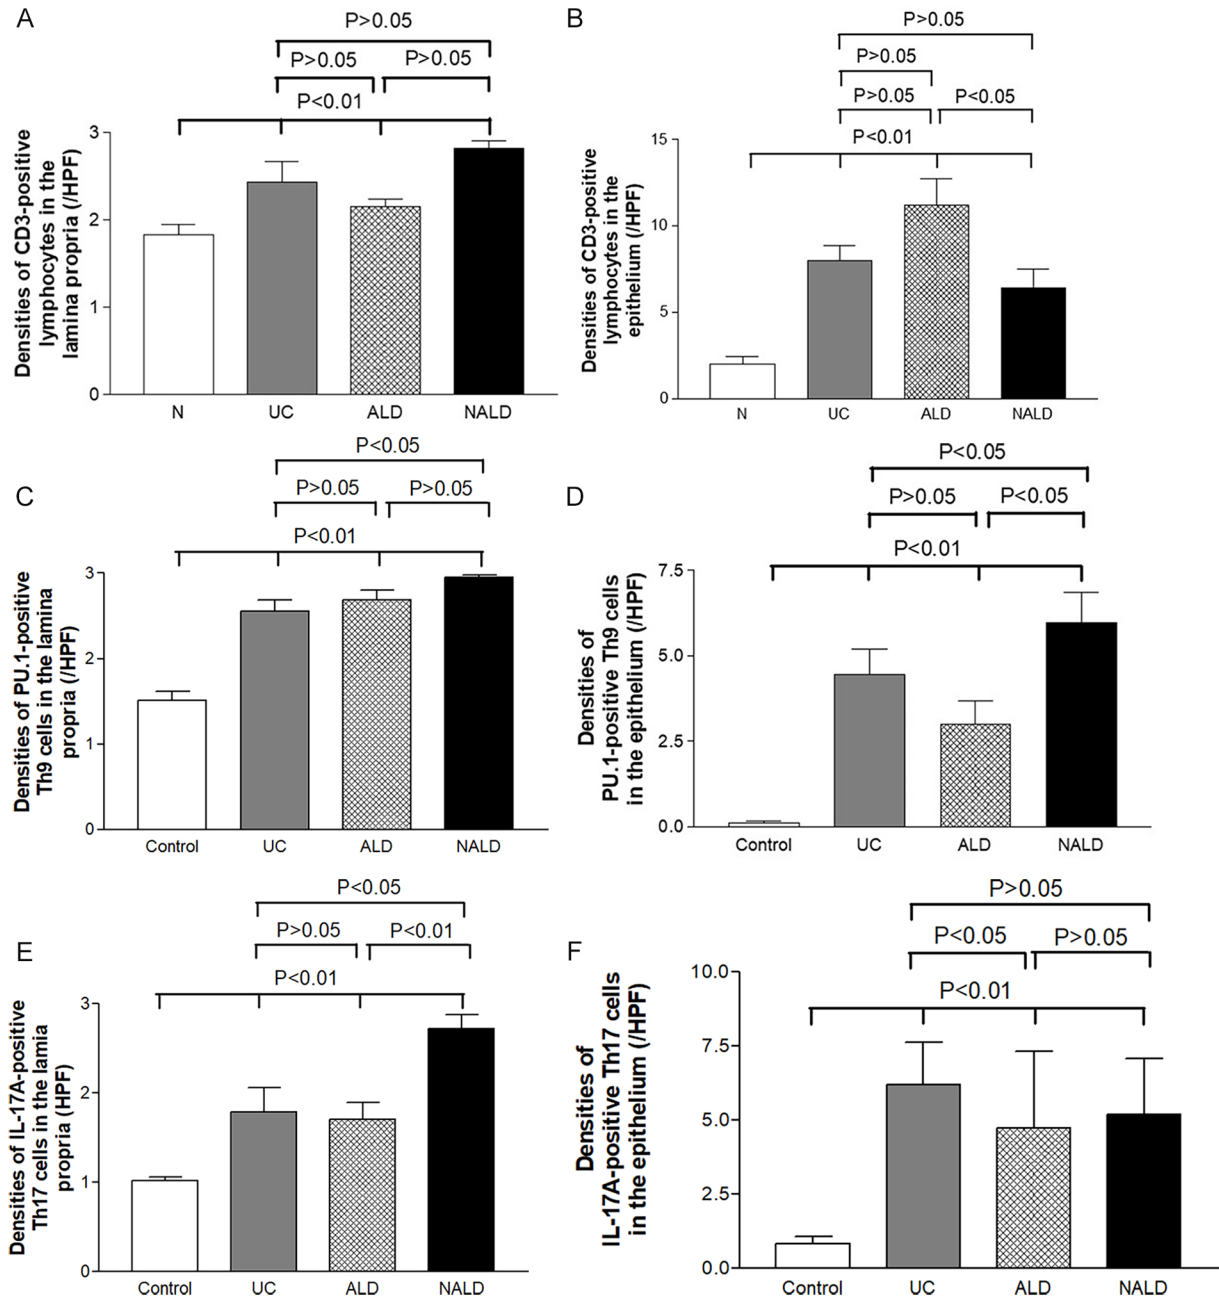 A
P>0.05
P>0.05 P>0.05
P<0.01
Densities of CD3-positive
lymphocytes in the
lamina propria (/HPF)
3
2
1
0
N UC ALD NALD
B
P>0.05
P>0.05
P>0.05 P<0.05
P<0.01
Densities of CD3-positive
lymphocytes in the
epithelium (/HPF)
15
10
5
0
N UC ALD NALD
C
P<0.05
P>0.05 P>0.05
P<0.01
Densities of PU.1-positive
Th9 cells in the lamina
propria (/HPF)
3
2
1
0
Control UC ALD NALD
D
P<0.05
P>0.05 P<0.05
P<0.01
Densities of
PU.1-positive Th9 cells
in the epithelium (/HPF)
7.5
5.0
2.5
0.0
Control UC ALD NALD
E
P<0.05
P>0.05 P<0.01
P<0.01
Densities of IL-17A-positive
Th17 cells in the lamia
propria (HPF)
3
2
1
0
Control UC ALD NALD
F
P>0.05
P<0.05 P>0.05
P<0.01
Densities of
IL-17A-positive Th17 cells
in the epithelium (/HPF)
10.0
7.5
5.0
2.5
0.0
Control UC ALD NALD